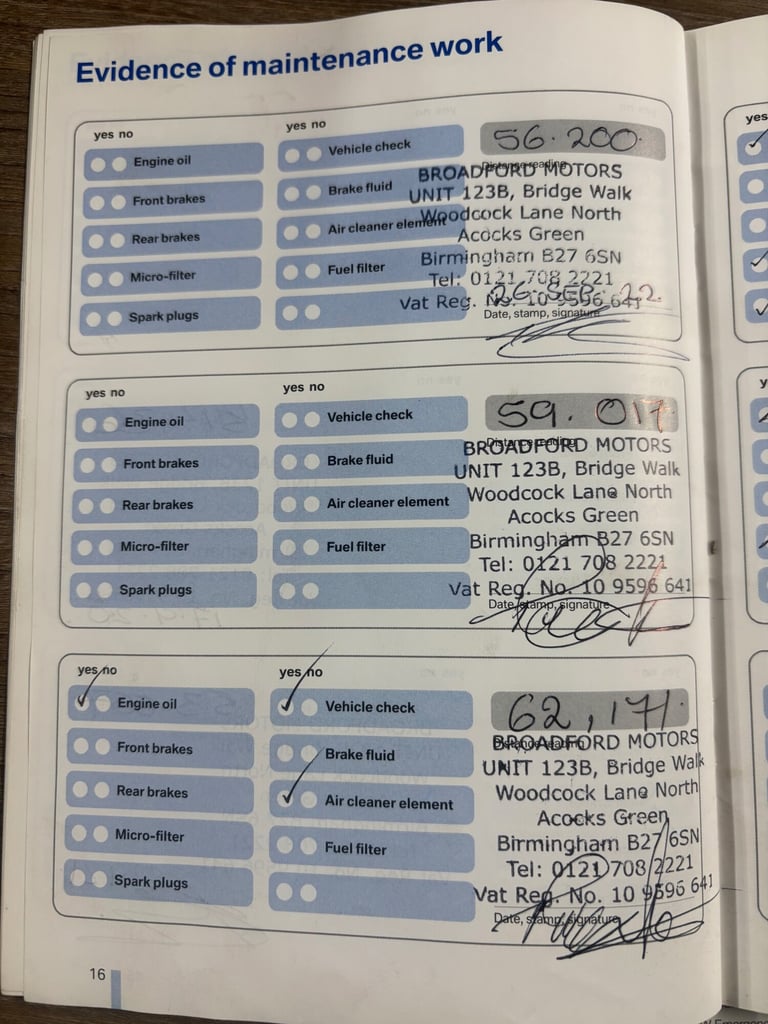 Evidence of maintenance work
yes no
yes no
Engine oil
Front brakes
Rear brakes
Micro-filter
Spark plugs
Vehicle check
Brake fluid
Air cleaner element
Fuel filter
56.200
Distance reading
BROADFORD MOTORS
UNIT 123B, Bridge Walk
Woodcock Lane North
Acocks Green
Birmingham B27 6SN
Tel: 0121 708 2221
Vat Reg. No. 10 9596 641
26. SEP. 22.
Date, stamp, signature
yes no
yes no
Engine oil
Front brakes
Rear brakes
Micro-filter
Spark plugs
Vehicle check
Brake fluid
Air cleaner element
Fuel filter
59.017
Distance reading
BROADFORD MOTORS
UNIT 123B, Bridge Walk
Woodcock Lane North
Acocks Green
Birmingham B27 6SN
Tel: 0121 708 2221
Vat Reg. No. 10 9596 641
Date, stamp, signature
yes no
yes no
Engine oil
Front brakes
Rear brakes
Micro-filter
Spark plugs
Vehicle check
Brake fluid
Air cleaner element
Fuel filter
62,171
Distance reading
BROADFORD MOTORS
UNIT 123B, Bridge Walk
Woodcock Lane North
Acocks Green
Birmingham B27 6SN
Tel: 0121 708 2221
Vat Reg. No. 10 9596 641
Date, stamp, signature
16
yes